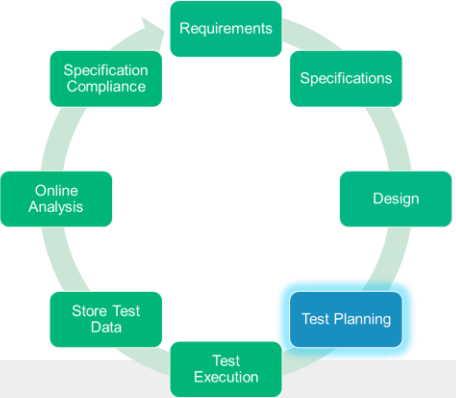 Requirements
Specifications
Design
Test Planning
Test
Execution
Store Test
Data
Online
Analysis
Specification
Compliance